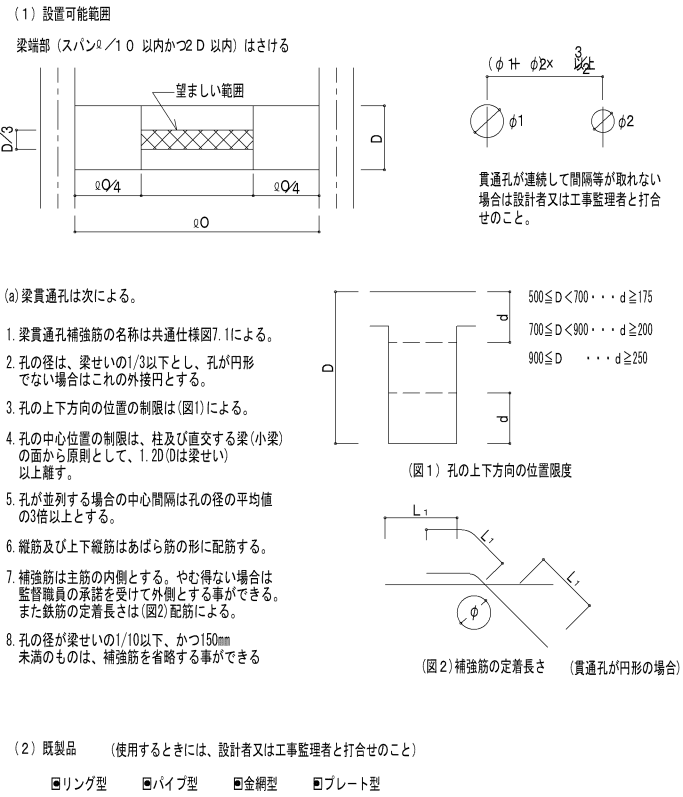 (1) 設置可能範囲
梁端部 (スパンℓ/10 以内かつ2D 以内) はさける
望ましい範囲
D/3
D
ℓO/4
ℓO/4
ℓO
(φ1+ φ2)/2× 3/2 以上
φ1
φ2
貫通孔が連続して間隔等が取れない
場合は設計者又は工事監理者と打合
せのこと。
(a)梁貫通孔は次による。
1.梁貫通孔補強筋の名称は共通仕様図7.1による。
2.孔の径は、梁せいの1/3以下とし、孔が円形
でない場合はこれの外接円とする。
3.孔の上下方向の位置の制限は(図1)による。
4.孔の中心位置の制限は、柱及び直交する梁(小梁)
の面から原則として、1.2D(Dは梁せい)
以上離す。
5.孔が並列する場合の中心間隔は孔の径の平均値
の3倍以上とする。
6.縦筋及び上下縦筋はあばら筋の形に配筋する。
7.補強筋は主筋の内側とする。やむ得ない場合は
監督職員の承諾を受けて外側とする事ができる。
また鉄筋の定着長さは(図2)配筋による。
8.孔の径が梁せいの1/10以下、かつ150mm
未満のものは、補強筋を省略する事ができる
D
d
d
500≦D<700・・・d≧175
700≦D<900・・・d≧200
900≦D ・・・d≧250
(図1) 孔の上下方向の位置限度
L1
L1
L1
φ
(図2)補強筋の定着長さ (貫通孔が円形の場合)
(2) 既製品 (使用するときには、設計者又は工事監理者と打合せのこと)
リング型 パイプ型 金網型 プレート型